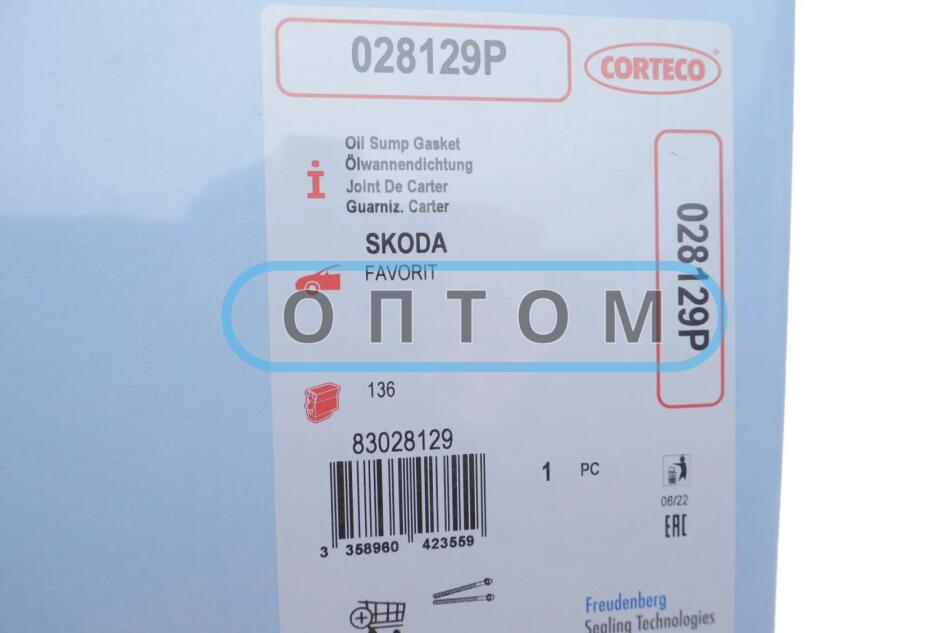 028129P
CORTECO
Oil Sump Gasket
Ölwannendichtung
Joint De Carter
Guarniz. Carter
SKODA
FAVORIT
028129P
ОПТОМ
136
83028129
1 PC
06/22
EAC
3 358960 423559
Freudenberg
Sealing Technologies